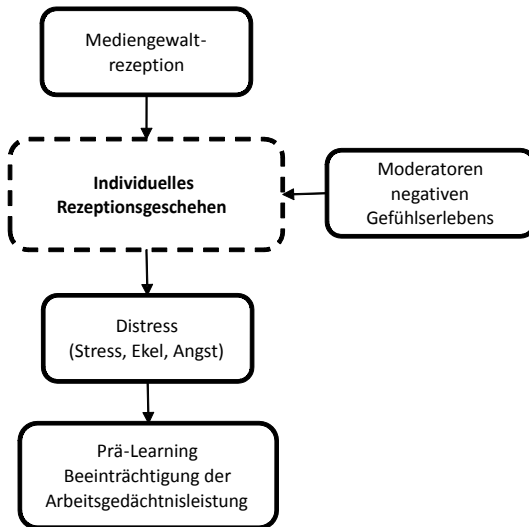 Mediengewalt-
rezeption
Individuelles
Rezeptionsgeschehen
Moderatoren
negativen
Gefühlserlebens
Distress
(Stress, Ekel, Angst)
Prä-Learning
Beeinträchtigung der
Arbeitsgedächtnisleistung